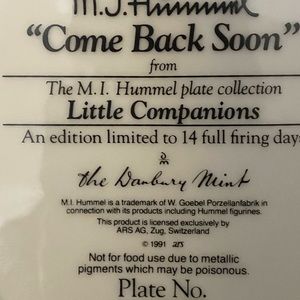 M.J. Hummel
“Come Back Soon”
from
The M. I. Hummel plate collection
Little Companions
An edition limited to 14 full firing days
The Danbury Mint
M.I. Hummel is a trademark of W. Goebel Porzellanfabrik in
connection with its products including Hummel figurines.
This product is licensed exclusively by
ARS AG, Zug, Switzerland
© 1991 ars
Not for food use due to metallic
pigments which may be poisonous.
Plate No.